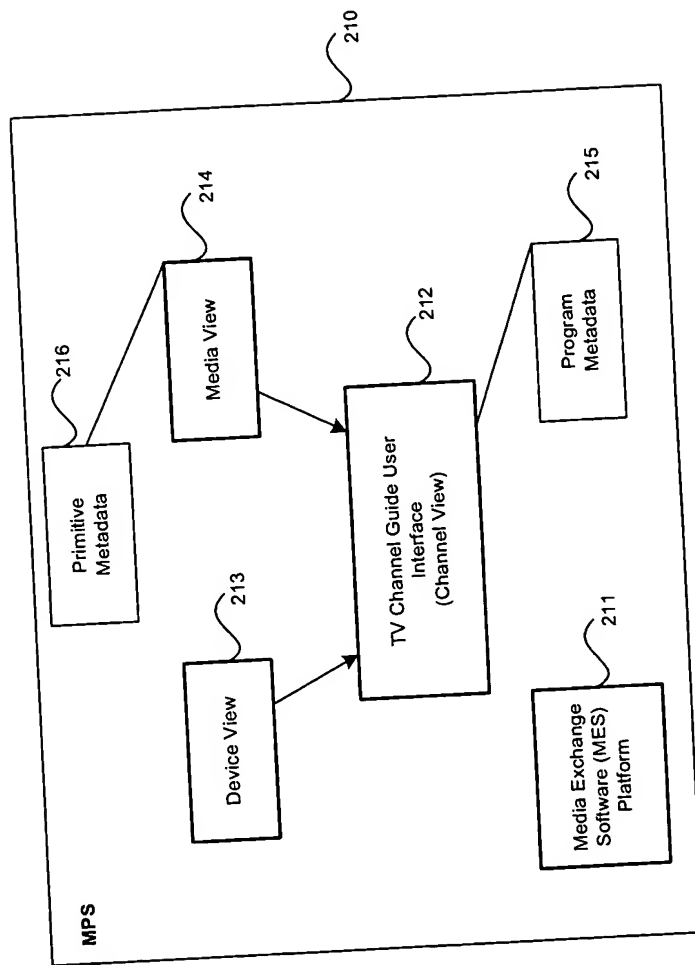 MPS
210
Primitive
Metadata
216
Media View
214
Device View
213
TV Channel Guide User
Interface
(Channel View)
212
Program
Metadata
215
Media Exchange
Software (MES)
Platform
211